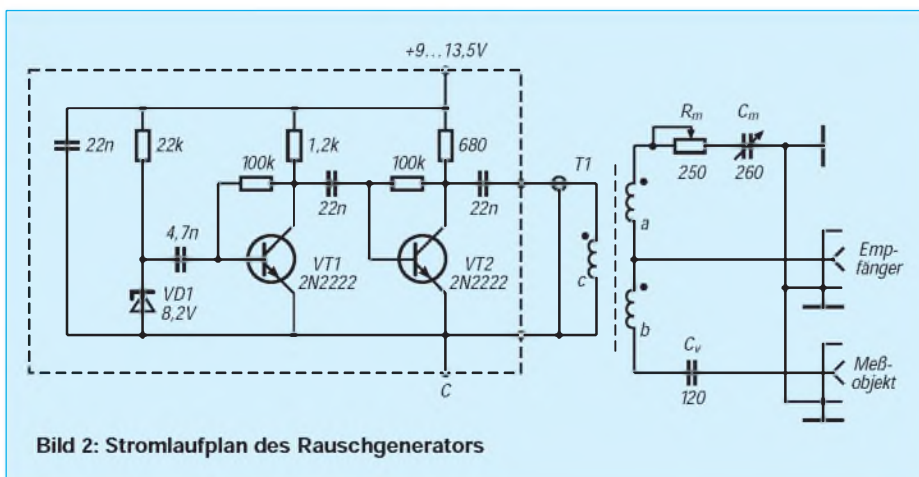 +9...13,5V
22n
22k
1,2k
680
100k
100k
22n
22n
4,7n
VT1
2N2222
VT2
2N2222
VD1
8,2V
C
T1
c
a
b
R_m
250
C_m
260
Emp-
fänger
C_v
120
Meß-
objekt
Bild 2: Stromlaufplan des Rauschgenerators